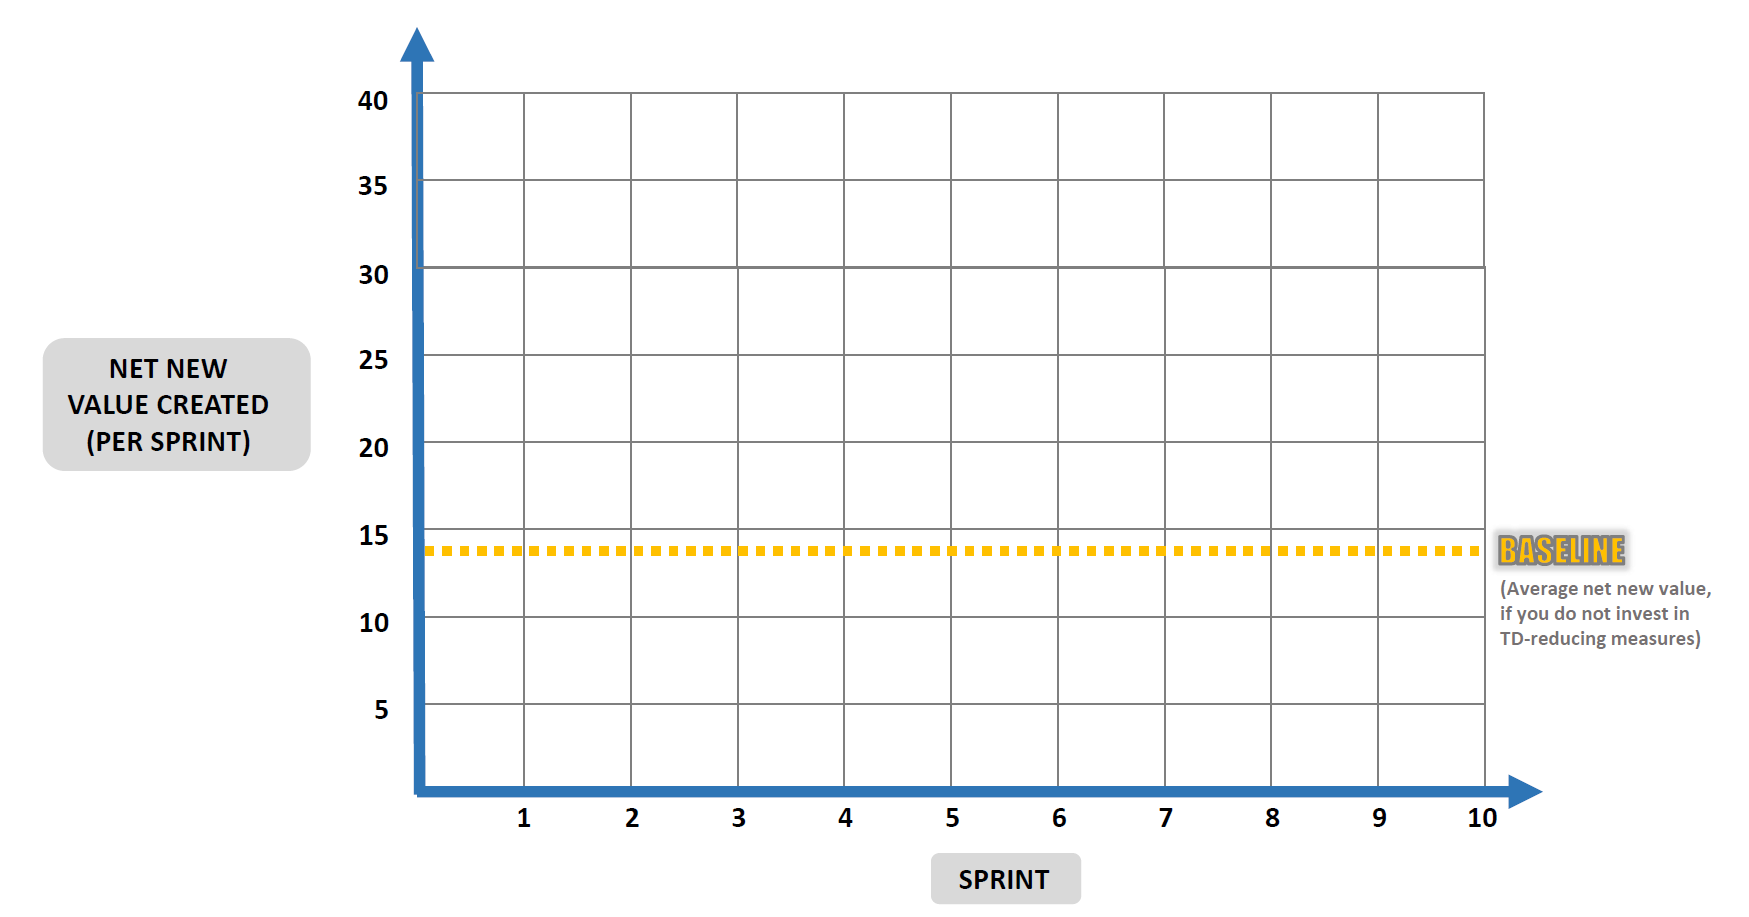 40
35
30
25
20
15
10
5
NET NEW
VALUE CREATED
(PER SPRINT)
BASELINE
(Average net new value,
if you do not invest in
TD-reducing measures)
1 2 3 4 5 6 7 8 9 10
SPRINT